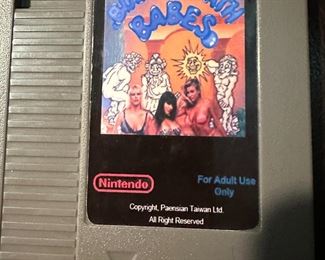 BABES
Nintendo
For Adult Use
Only
Copyright, Paensian Taiwan Ltd.
All Right Reserved